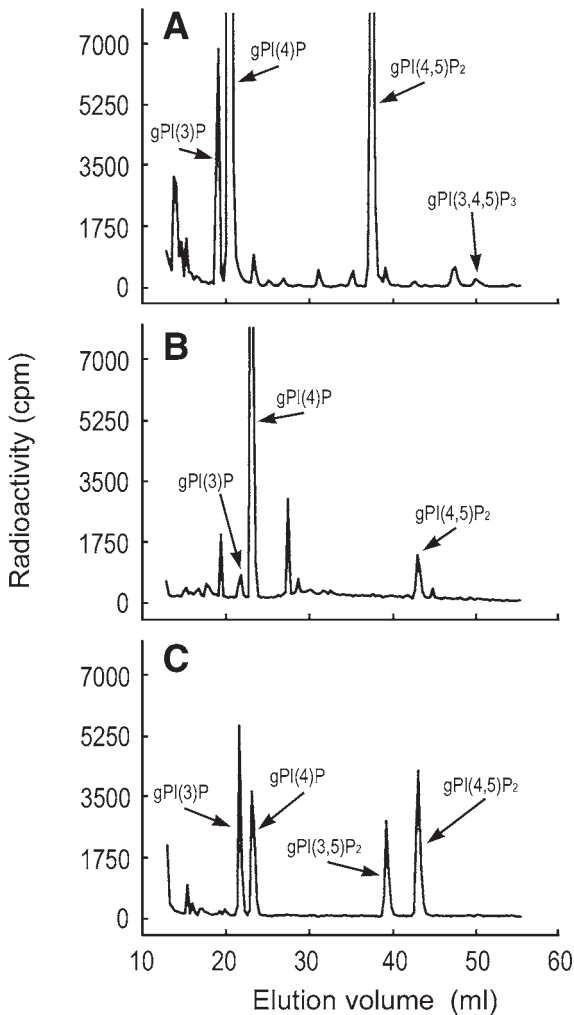 A
7000
5250
3500
1750
0
gPI(3)P
gPI(4)P
gPI(4,5)P₂
gPI(3,4,5)P₃
B
7000
5250
3500
1750
0
gPI(3)P
gPI(4)P
gPI(4,5)P₂
C
7000
5250
3500
1750
0
gPI(3)P
gPI(4)P
gPI(3,5)P₂
gPI(4,5)P₂
10 20 30 40 50 60
Elution volume (ml)
Radioactivity (cpm)